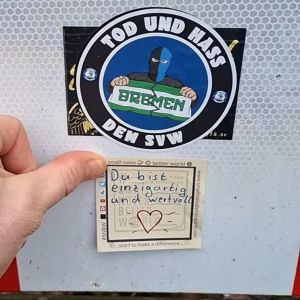 TOD UND HASS
BREMEN
DEN SVW
small notes better world
Du bist
einzigartig
und wertvoll
start to make a difference...